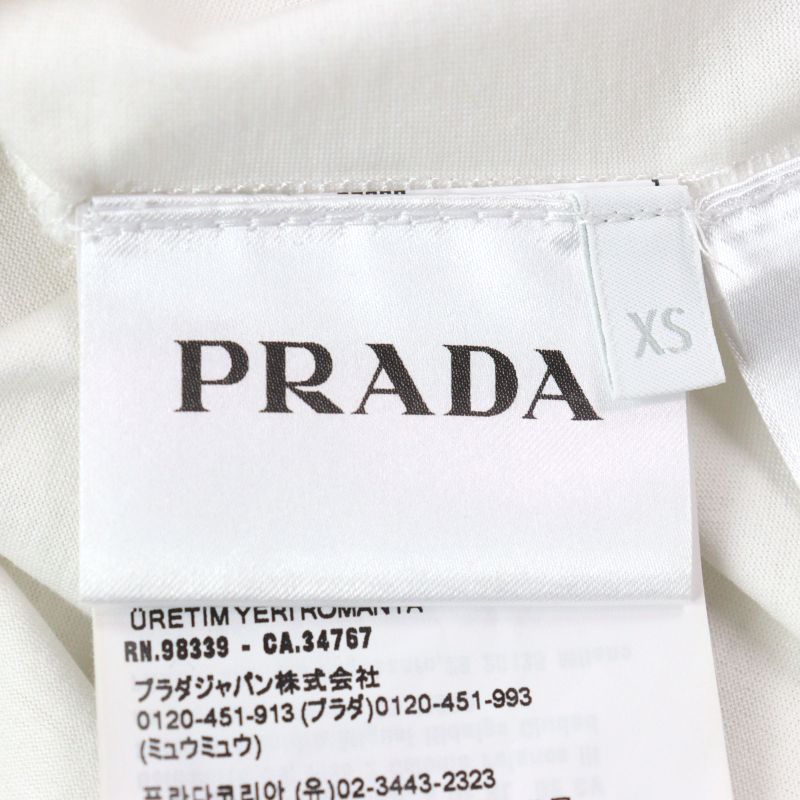 PRADA
XS
ÜRETİM YERİ ROMANYA
RN.98339 - CA.34767
プラダジャパン株式会社
0120-451-913 (プラダ)0120-451-993
(ミュウミュウ)
프라다코리아 (유)02-3443-2323